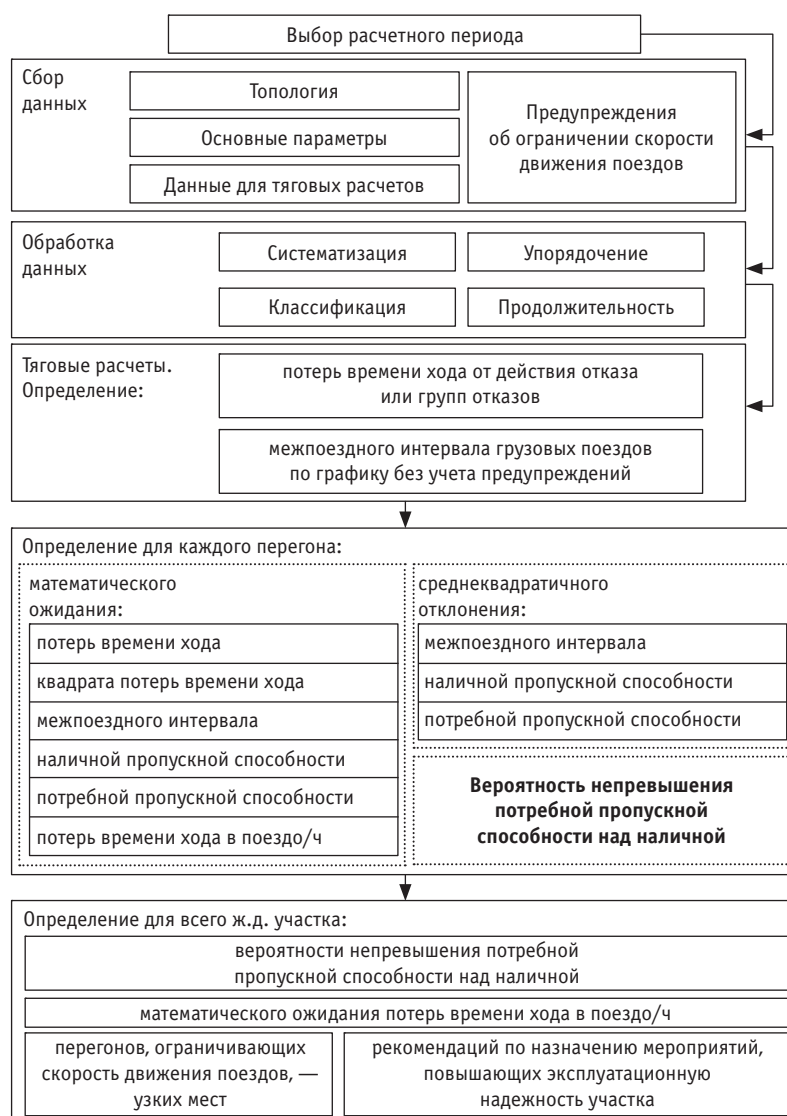 Выбор расчетного периода
Сбор
данных
Топология
Основные параметры
Данные для тяговых расчетов
Предупреждения
об ограничении скорости
движения поездов
Обработка
данных
Систематизация
Упорядочение
Классификация
Продолжительность
Тяговые расчеты.
Определение:
потерь времени хода от действия отказа
или групп отказов
межпоездного интервала грузовых поездов
по графику без учета предупреждений
Определение для каждого перегона:
математического
ожидания:
потерь времени хода
квадрата потерь времени хода
межпоездного интервала
наличной пропускной способности
потребной пропускной способности
потерь времени хода в поездо/ч
среднеквадратичного
отклонения:
межпоездного интервала
наличной пропускной способности
потребной пропускной способности
Вероятность непревышения
потребной пропускной
способности над наличной
Определение для всего ж.д. участка:
вероятности непревышения потребной
пропускной способности над наличной
математического ожидания потерь времени хода в поездо/ч
перегонов, ограничивающих
скорость движения поездов, —
узких мест
рекомендаций по назначению мероприятий,
повышающих эксплуатационную
надежность участка